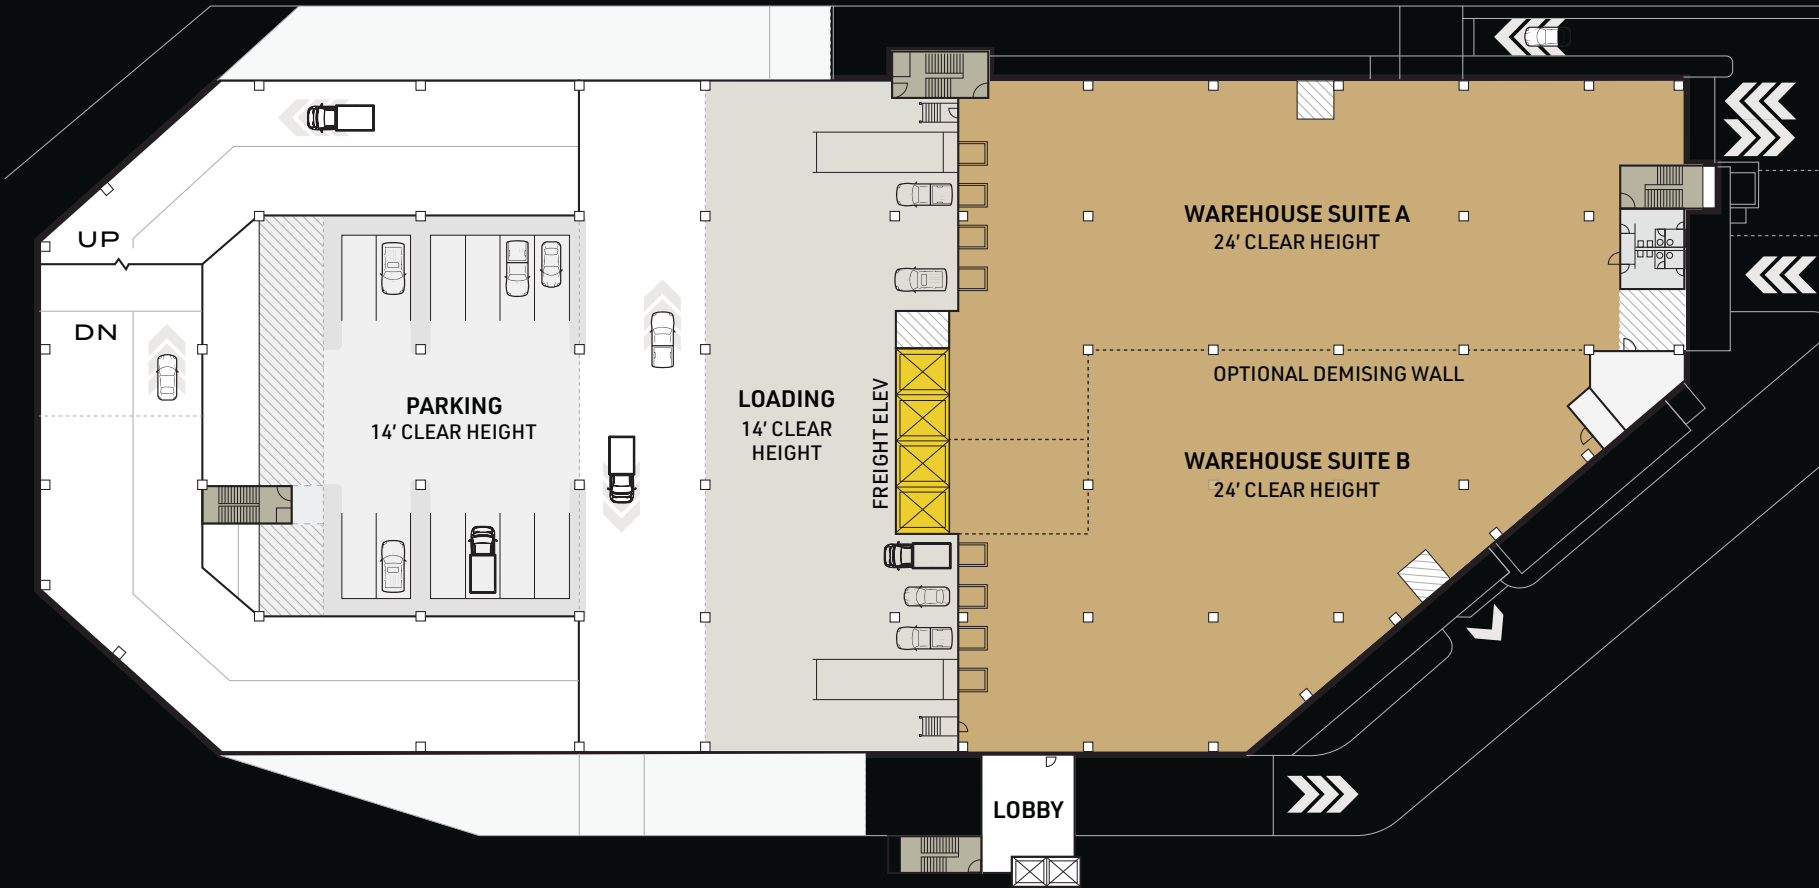 UP
DN
PARKING
14' CLEAR HEIGHT
LOADING
14' CLEAR
HEIGHT
FREIGHT ELEV
WAREHOUSE SUITE A
24' CLEAR HEIGHT
OPTIONAL DEMISING WALL
WAREHOUSE SUITE B
24' CLEAR HEIGHT
LOBBY